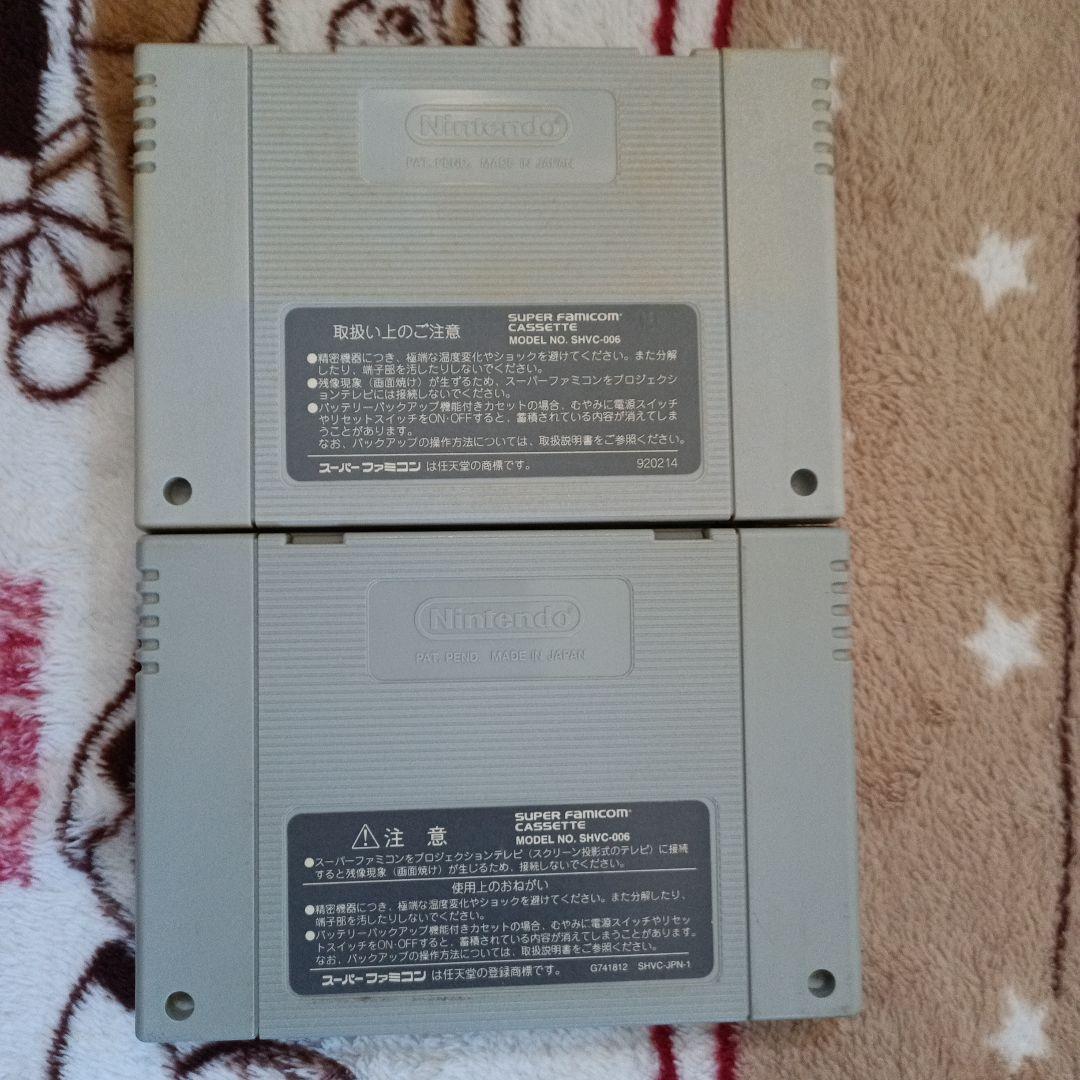 Nintendo®
PAT. PEND. MADE IN JAPAN
取扱い上のご注意
SUPER Famicom®
CASSETTE
MODEL NO. SHVC-006
●精密機器につき、極端な温度変化やショックを避けてください。また分解
したり、端子部を汚したりしないでください。
●残像現象（画面焼け）が生ずるため、スーパーファミコンをプロジェクシ
ョンテレビには接続しないでください。
●バッテリーバックアップ機能付きカセットの場合、むやみに電源スイッチ
やリセットスイッチをON・OFFすると、蓄積されている内容が消えてしま
うことがあります。
なお、バックアップの操作方法については、取扱説明書をご参照ください。
スーパーファミコン は任天堂の商標です。
920214
Nintendo®
PAT. PEND. MADE IN JAPAN
注 意
SUPER Famicom®
CASSETTE
MODEL NO. SHVC-006
●スーパーファミコンをプロジェクションテレビ（スクリーン投影式のテレビ）に接続
すると残像現象（画面焼け）が生じるため、接続しないでください。
使用上のおねがい
●精密機器につき、極端な温度変化やショックを避けてください。また分解したり、
端子部を汚したりしないでください。
●バッテリーバックアップ機能付きカセットの場合、むやみに電源スイッチやリセッ
トスイッチをON・OFFすると、蓄積されている内容が消えてしまうことがあります。
なお、バックアップの操作方法については、取扱説明書をご参照ください。
スーパーファミコン は任天堂の登録商標です。
G741812 SHVC-JPN-1